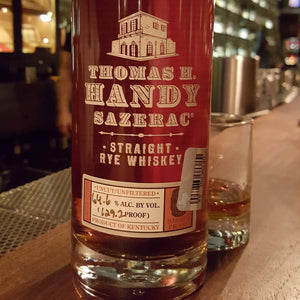 THOMAS H.
HANDY
SAZERAC
STRAIGHT
RYE WHISKEY
UNCUT/UNFILTERED
64.6 % ALC. BY VOL.
(129.2 PROOF)
PRODUCT OF KENTUCKY